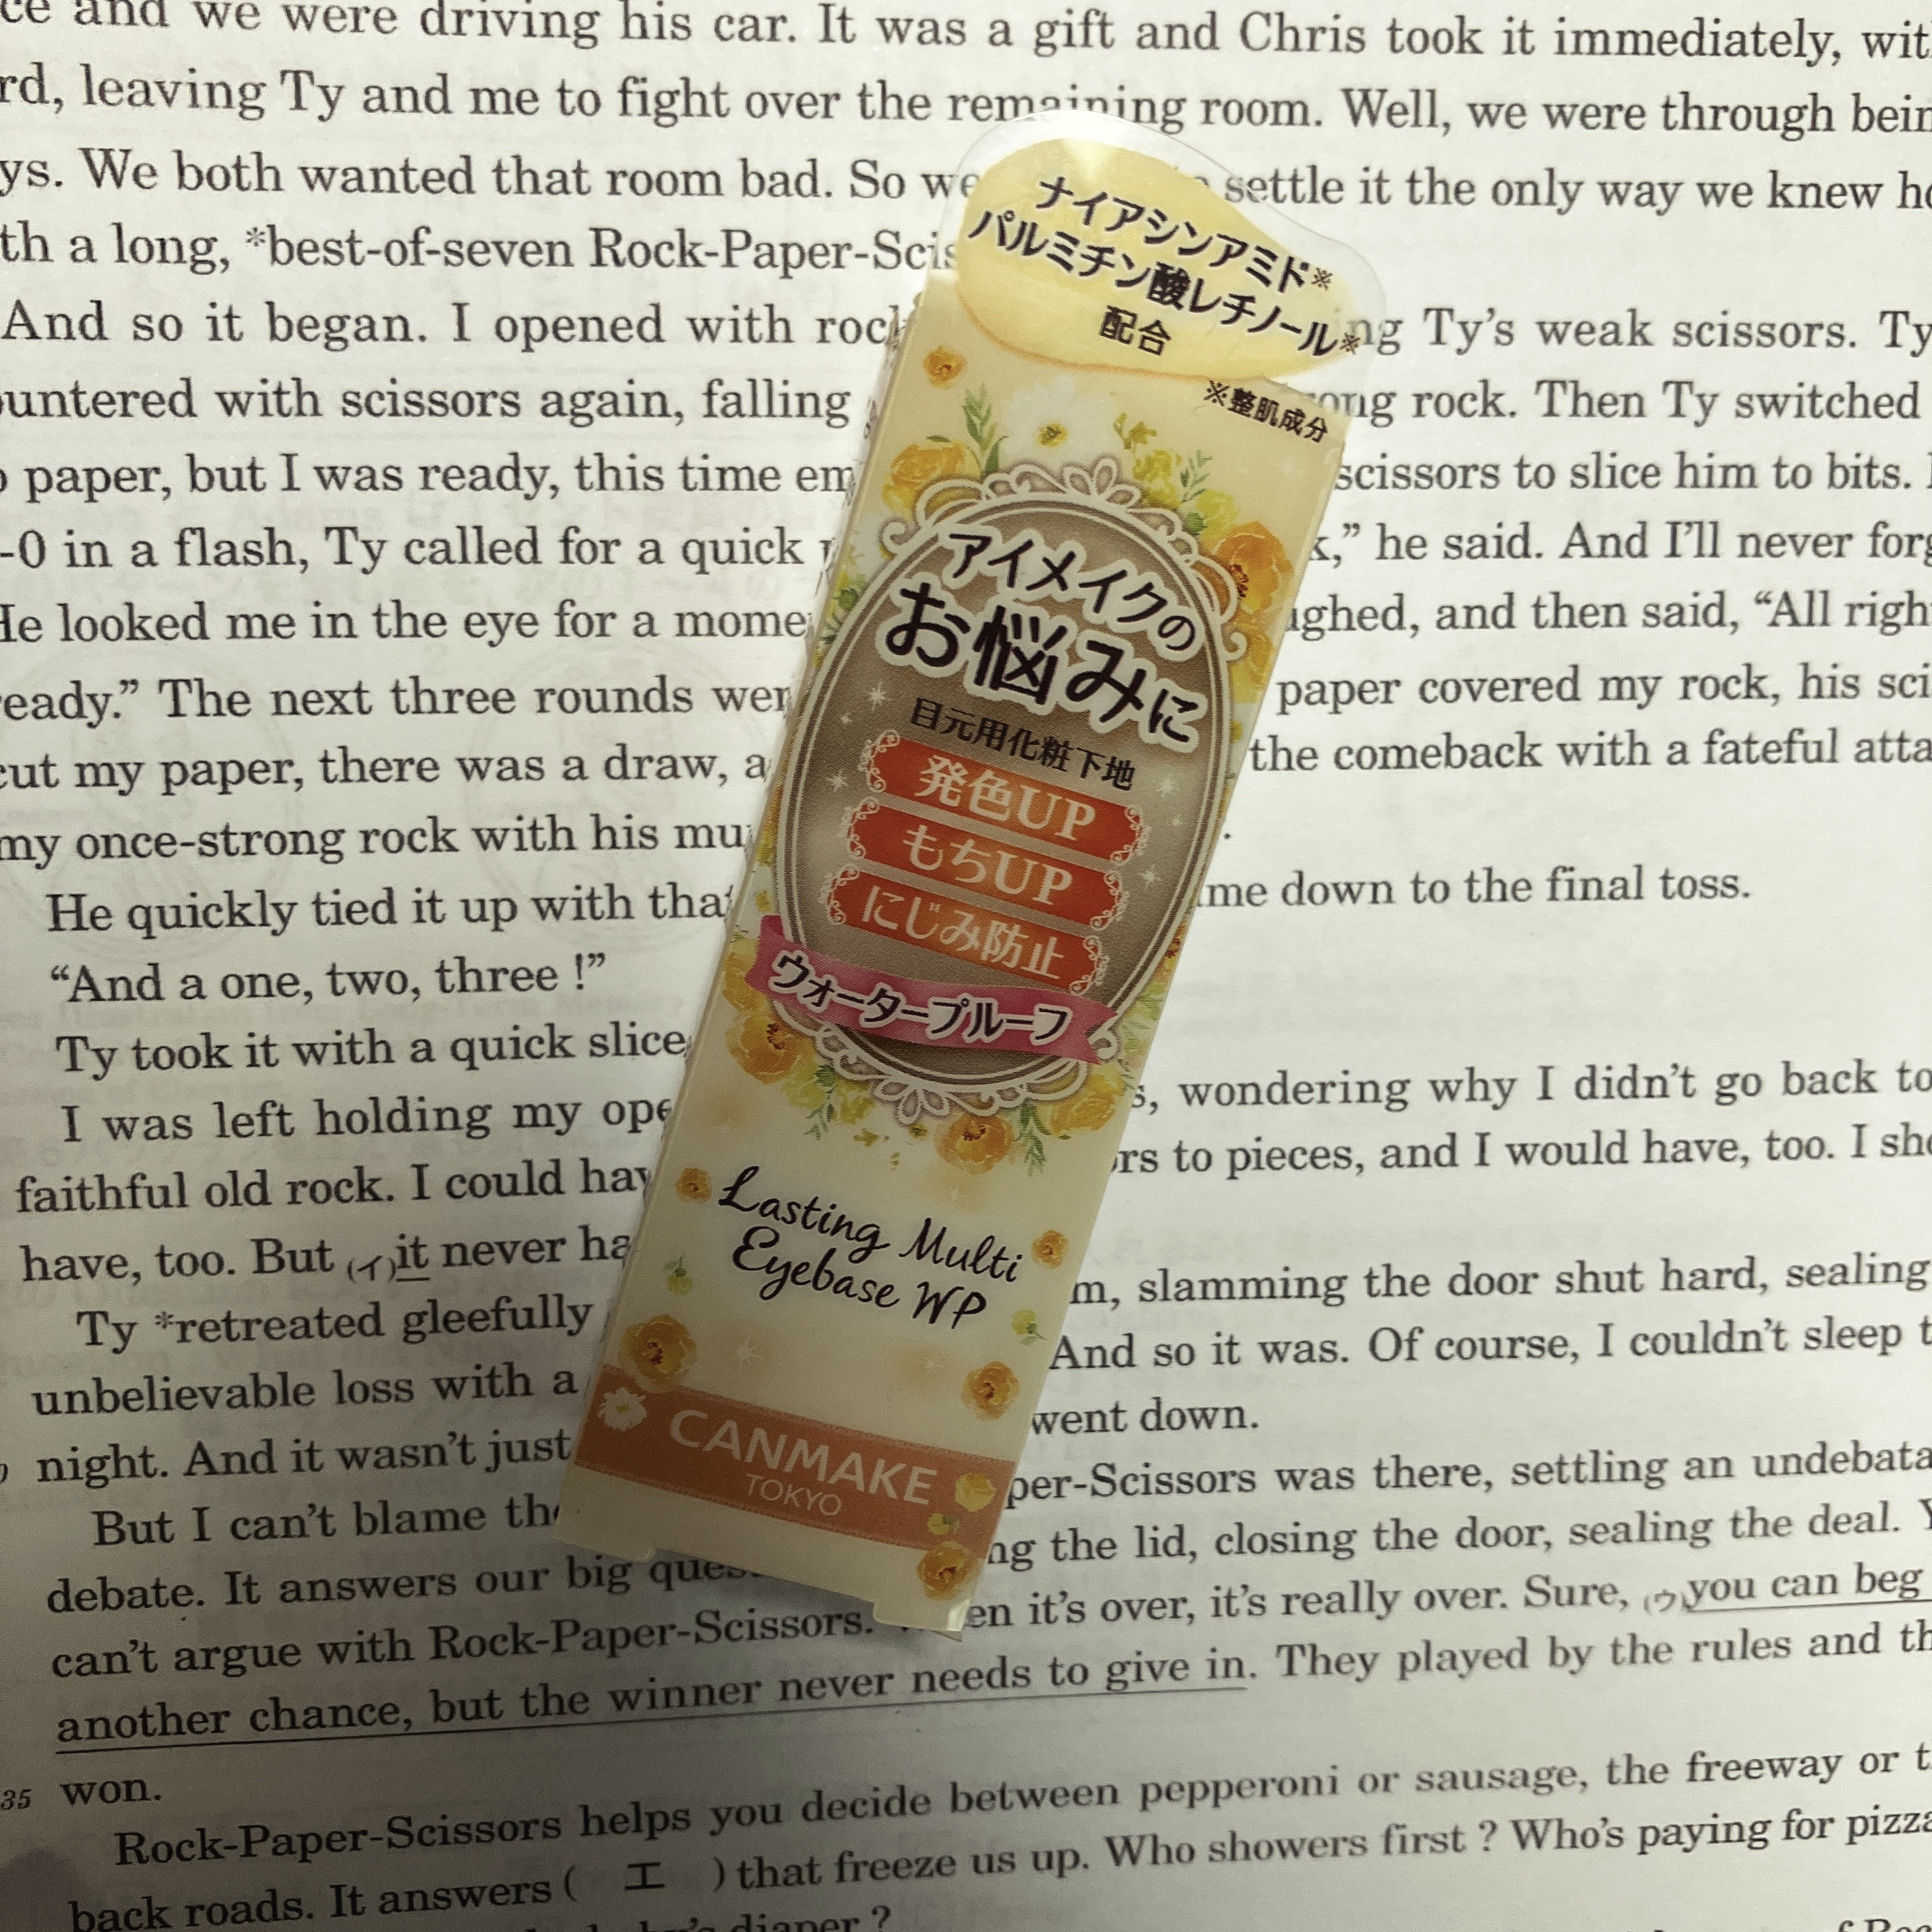 ce and we were driving his car. It was a gift and Chris took it immediately, wit
rd, leaving Ty and me to fight over the remaining room. Well, we were through bein
ys. We both wanted that room bad. So we settle it the only way we knew ho
th a long, *best-of-seven Rock-Paper-Scis
And so it began. I opened with rock ng Ty's weak scissors. Ty
ountered with scissors again, falling ong rock. Then Ty switched
o paper, but I was ready, this time em scissors to slice him to bits.
-0 in a flash, Ty called for a quick k," he said. And I'll never forg
He looked me in the eye for a mome ughed, and then said, "All righ
ready." The next three rounds wer paper covered my rock, his sci
cut my paper, there was a draw, a the comeback with a fateful atta
my once-strong rock with his mu .
He quickly tied it up with that me down to the final toss.
"And a one, two, three !"
Ty took it with a quick slice
I was left holding my ope s, wondering why I didn't go back to
faithful old rock. I could hav rs to pieces, and I would have, too. I sho
have, too. But (イ)it never ha
Ty *retreated gleefully m, slamming the door shut hard, sealing
unbelievable loss with a And so it was. Of course, I couldn't sleep t
night. And it wasn't just went down.
But I can't blame the per-Scissors was there, settling an undebata
debate. It answers our big ques ng the lid, closing the door, sealing the deal. Y
can't argue with Rock-Paper-Scissors. en it's over, it's really over. Sure, (ウ)you can beg
another chance, but the winner never needs to give in. They played by the rules and th
35 won.
Rock-Paper-Scissors helps you decide between pepperoni or sausage, the freeway or t
back roads. It answers ( エ ) that freeze us up. Who showers first ? Who's paying for pizza
diaper ?
ナイアシンアミド※
パルミチン酸レチノール※
配合
※整肌成分
アイメイクの
お悩みに
目元用化粧下地
発色UP
もちUP
にじみ防止
ウォータープルーフ
Lasting Multi
Eyebase WP
CANMAKE
TOKYO